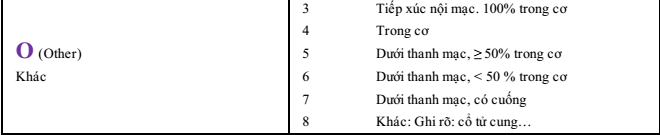 3 Tiếp xúc nội mạc. 100% trong cơ
4 Trong cơ
O (Other)
5 Dưới thanh mạc, ≥ 50% trong cơ
Khác
6 Dưới thanh mạc, < 50 % trong cơ
7 Dưới thanh mạc, có cuống
8 Khác: Ghi rõ: cổ tử cung…